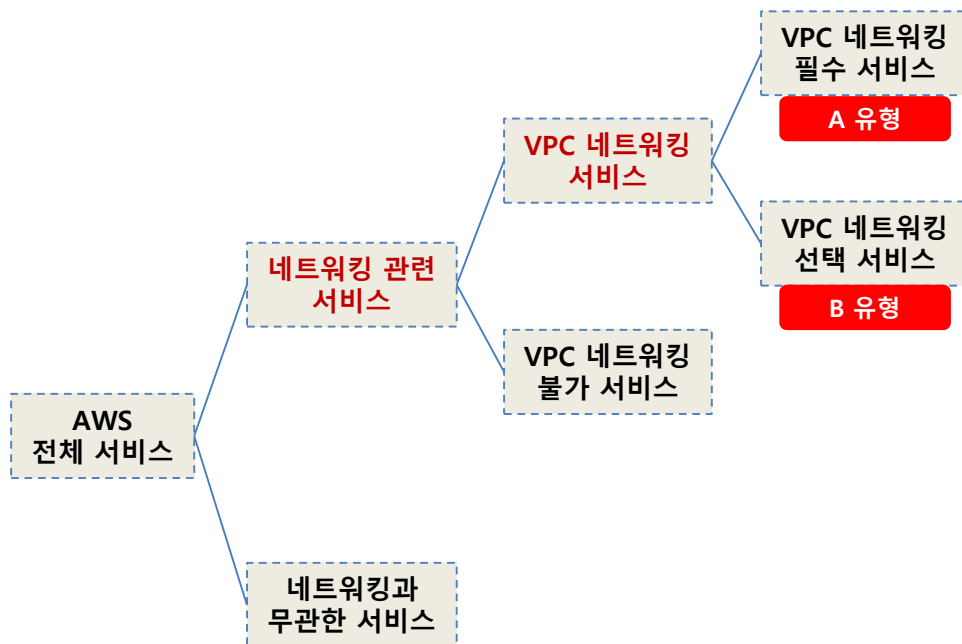 VPC 네트워킹
필수 서비스
A 유형
VPC 네트워킹
서비스
VPC 네트워킹
선택 서비스
B 유형
네트워킹 관련
서비스
VPC 네트워킹
불가 서비스
AWS
전체 서비스
네트워킹과
무관한 서비스